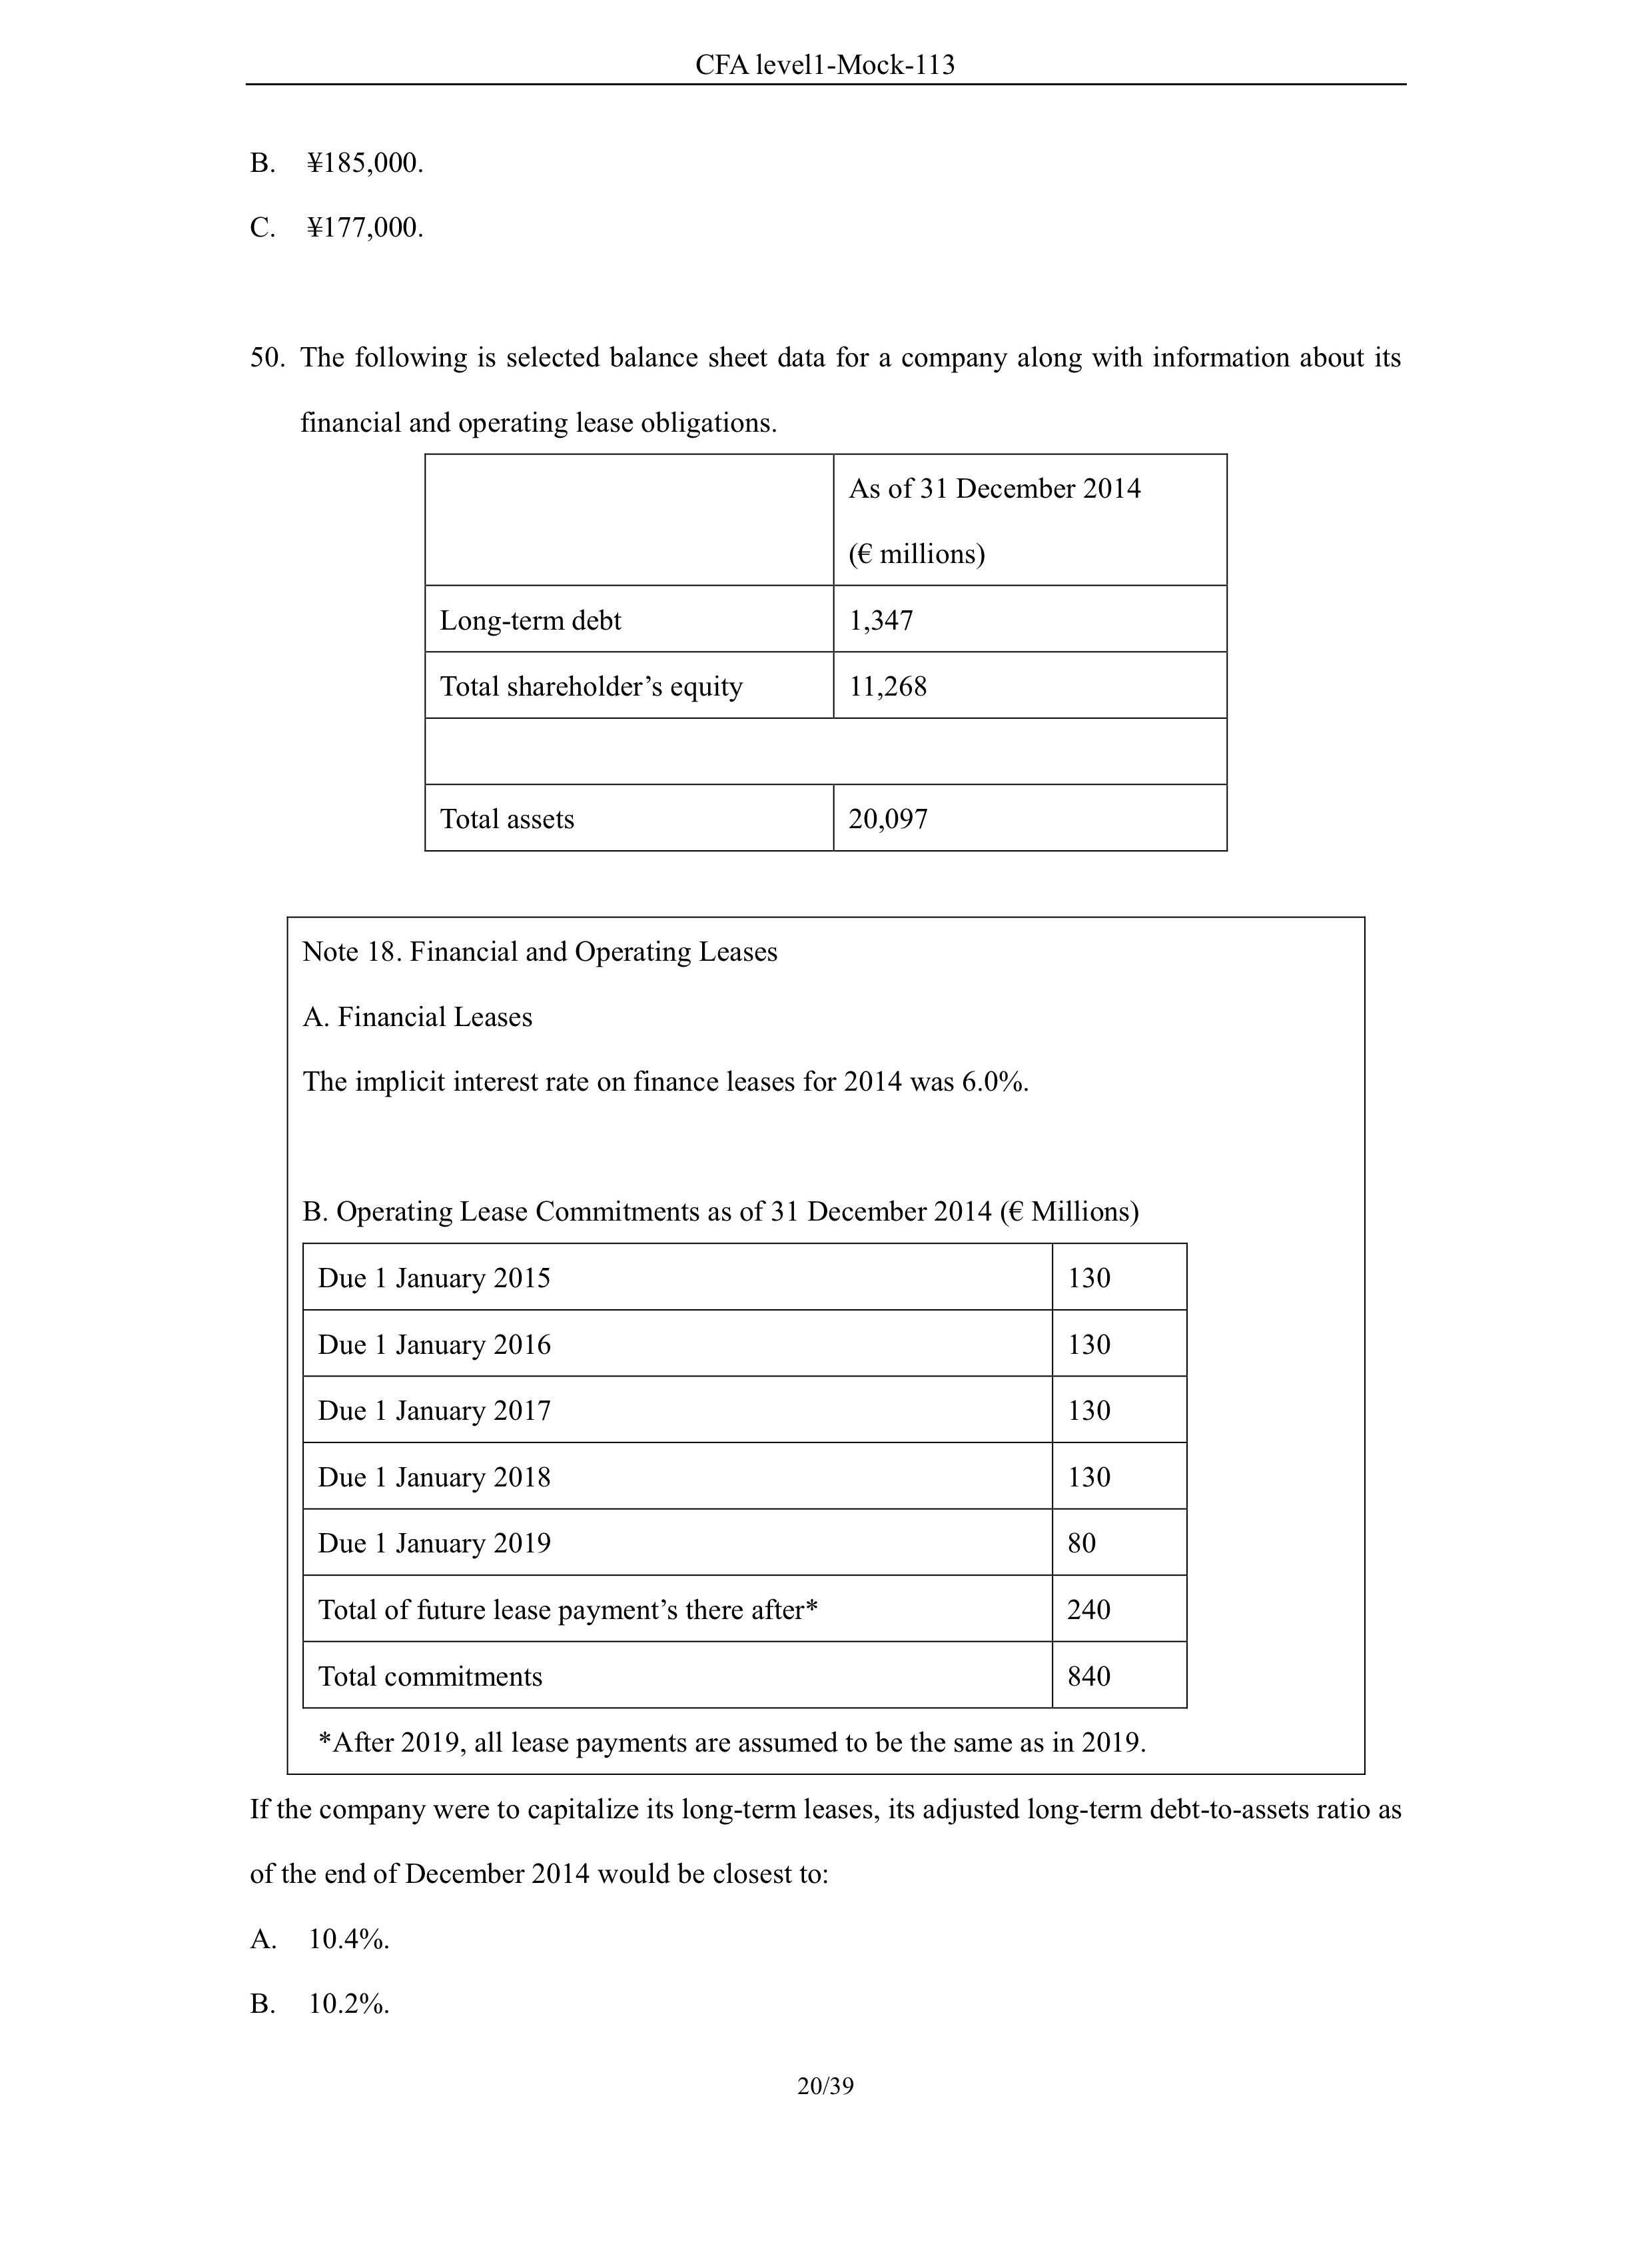 CFA level1-Mock-113
B. ¥185,000.
C. ¥177,000.
50. The following is selected balance sheet data for a company along with information about its
financial and operating lease obligations.
As of 31 December 2014
(€ millions)
Long-term debt 1,347
Total shareholder’s equity 11,268
Total assets 20,097
Note 18. Financial and Operating Leases
A. Financial Leases
The implicit interest rate on finance leases for 2014 was 6.0%.
B. Operating Lease Commitments as of 31 December 2014 (€ Millions)
Due 1 January 2015 130
Due 1 January 2016 130
Due 1 January 2017 130
Due 1 January 2018 130
Due 1 January 2019 80
Total of future lease payment’s there after* 240
Total commitments 840
*After 2019, all lease payments are assumed to be the same as in 2019.
If the company were to capitalize its long-term leases, its adjusted long-term debt-to-assets ratio as
of the end of December 2014 would be closest to:
A. 10.4%.
B. 10.2%.
20/39